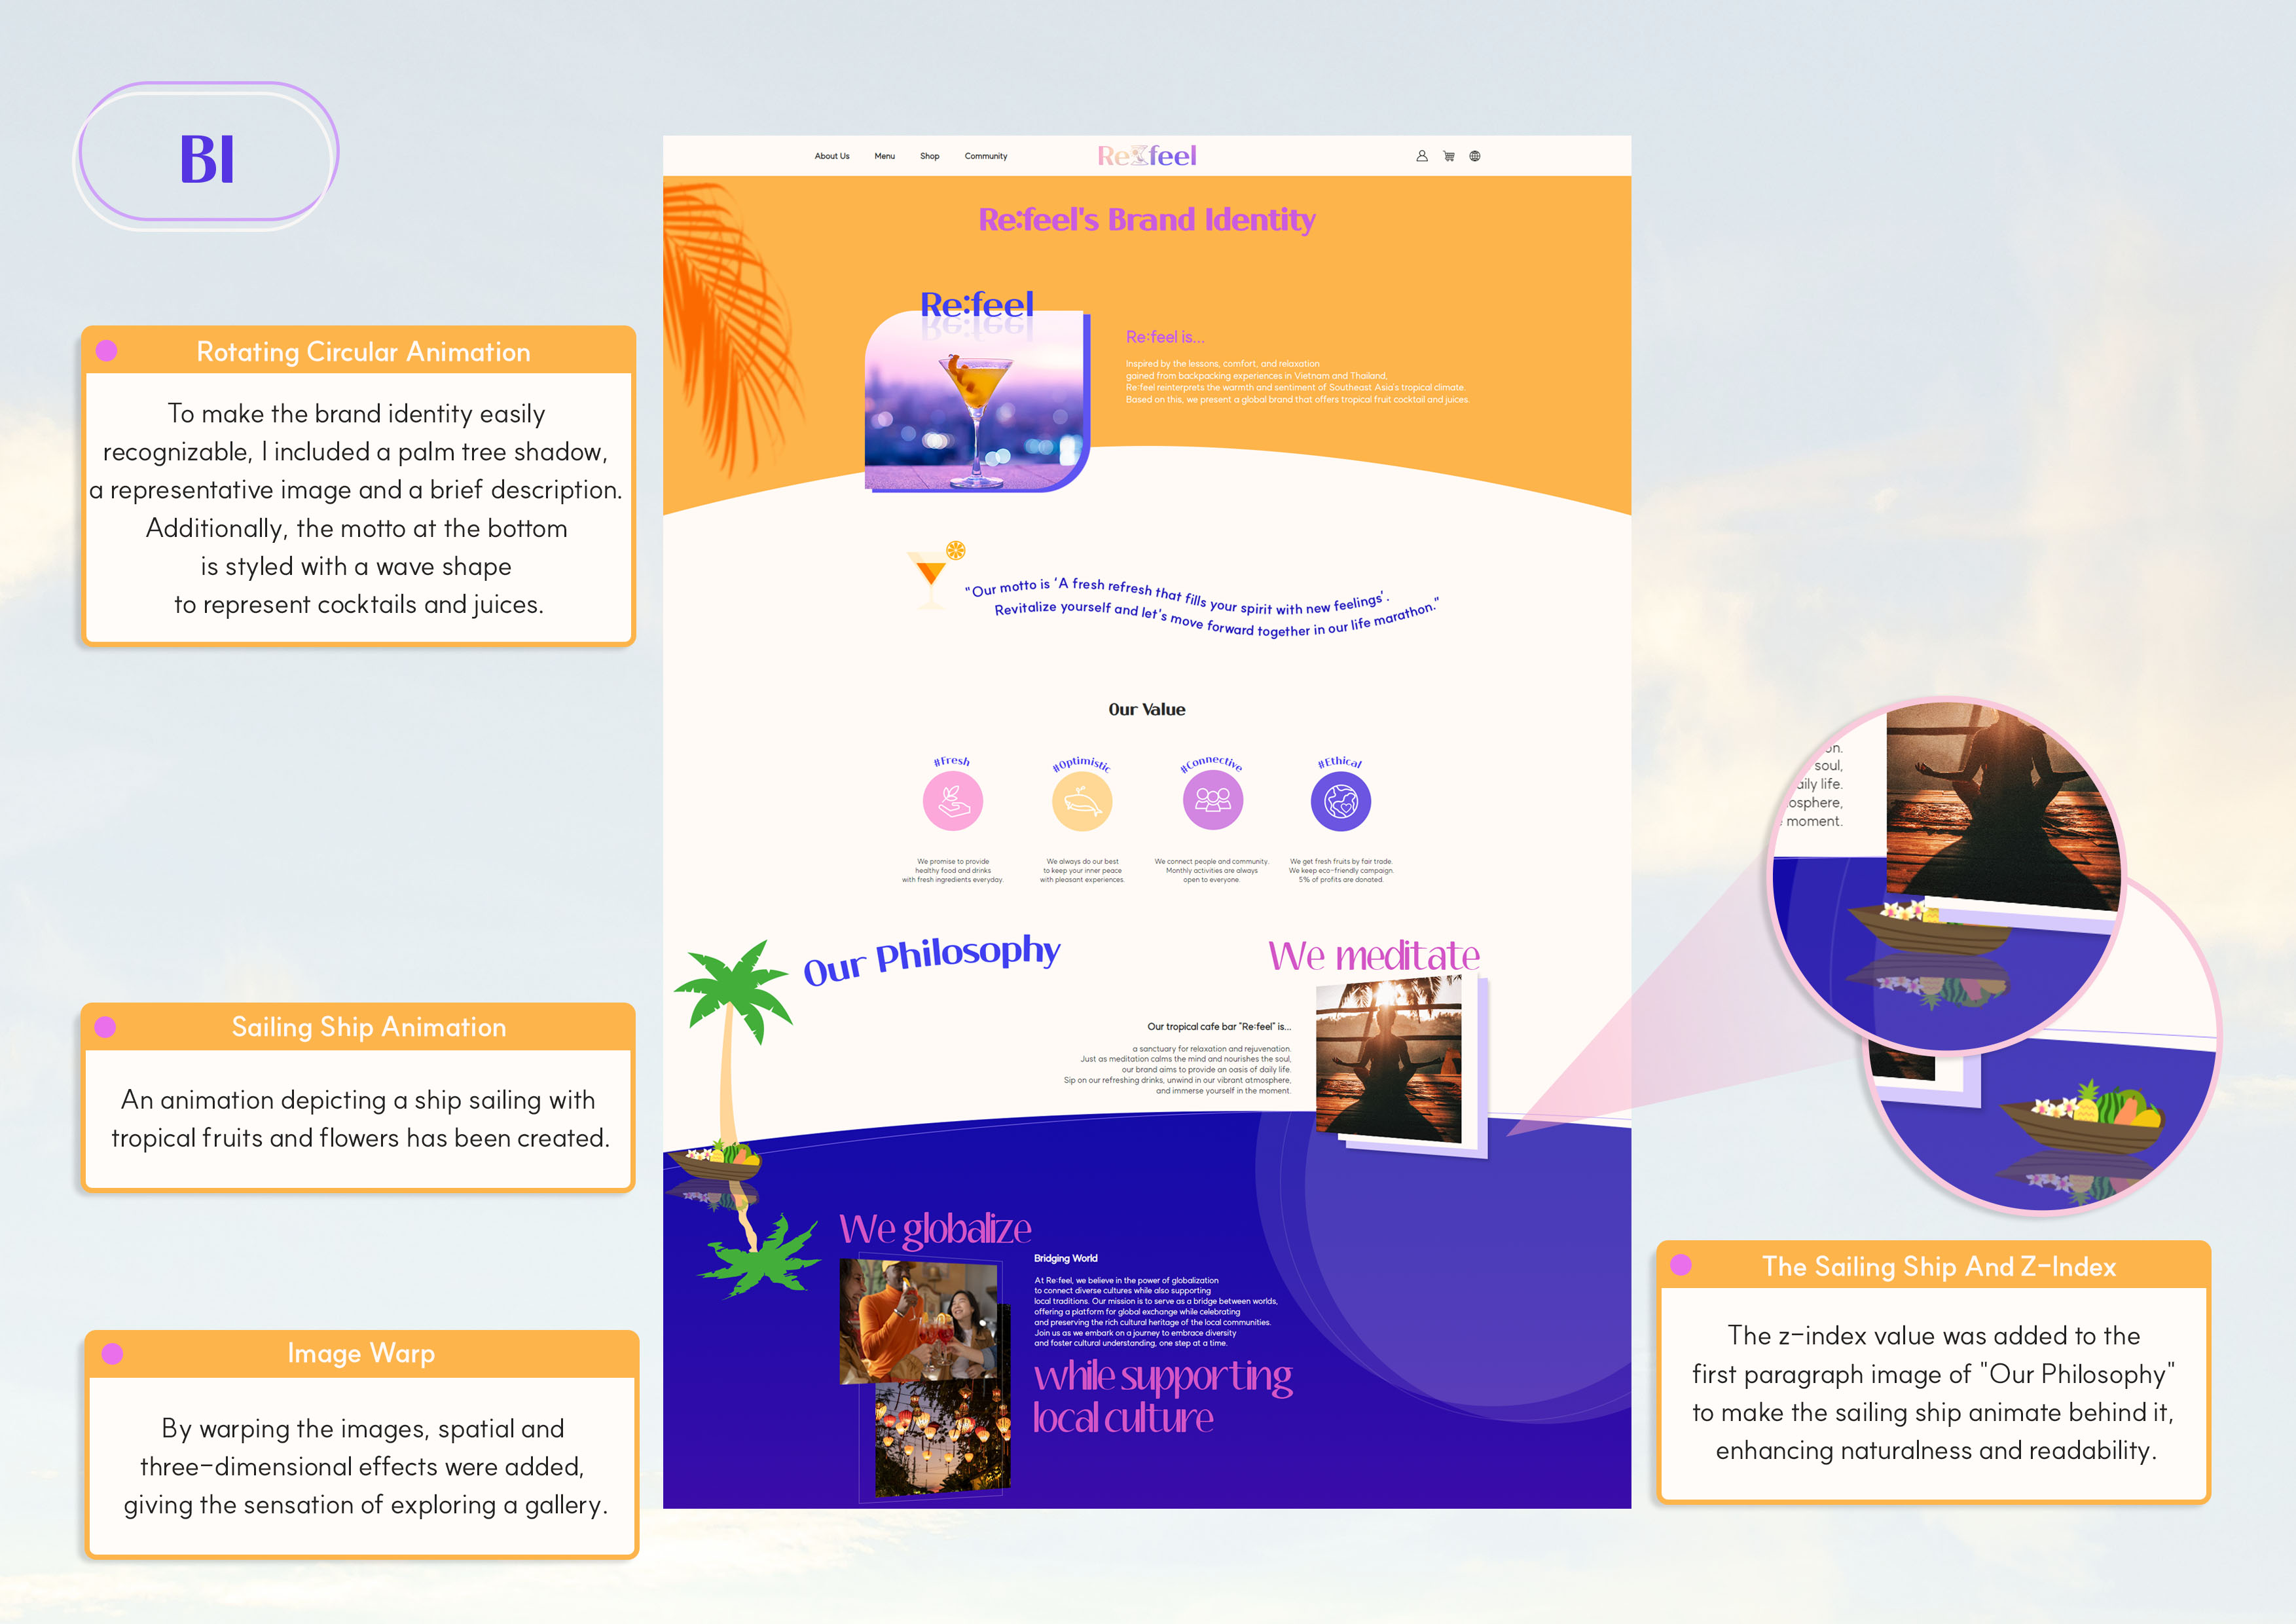 BI
Rotating Circular Animation
To make the brand identity easily
recognizable, I included a palm tree shadow,
a representative image and a brief description.
Additionally, the motto at the bottom
is styled with a wave shape
to represent cocktails and juices.
Sailing Ship Animation
An animation depicting a ship sailing with
tropical fruits and flowers has been created.
Image Warp
By warping the images, spatial and
three-dimensional effects were added,
giving the sensation of exploring a gallery.
About Us Menu Shop Community
Re:feel
Re:feel's Brand Identity
Re:feel
Re:feel is...
Inspired by the lessons, comfort, and relaxation
gained from backpacking experiences in Vietnam and Thailand,
Re:feel reinterprets the warmth and sentiment of Southeast Asia's tropical climate.
Based on this, we present a global brand that offers tropical fruit cocktail and juices.
"Our motto is 'A fresh refresh that fills your spirit with new feelings'.
Revitalize yourself and let's move forward together in our life marathon."
Our Value
#Fresh
We promise to provide
healthy food and drinks
with fresh ingredients everyday.
#Optimistic
We always do our best
to keep your inner peace
with pleasant experiences.
#Connective
We connect people and community.
Monthly activities are always
open to everyone.
#Ethical
We get fresh fruits by fair trade.
We keep eco-friendly campaign.
5% of profits are donated.
Our Philosophy
We meditate
Our tropical cafe bar "Re:feel" is...
a sanctuary for relaxation and rejuvenation.
Just as meditation calms the mind and nourishes the soul,
our brand aims to provide an oasis of daily life.
Sip on our refreshing drinks, unwind in our vibrant atmosphere,
and immerse yourself in the moment.
We globalize
Bridging World
At Re:feel, we believe in the power of globalization
to connect diverse cultures while also supporting
local traditions. Our mission is to serve as a bridge between worlds,
offering a platform for global exchange while celebrating
and preserving the rich cultural heritage of the local communities.
Join us as we embark on a journey to embrace diversity
and foster cultural understanding, one step at a time.
while supporting
local culture
on.
soul,
aily life.
osphere,
moment.
The Sailing Ship And Z-Index
The z-index value was added to the
first paragraph image of "Our Philosophy"
to make the sailing ship animate behind it,
enhancing naturalness and readability.